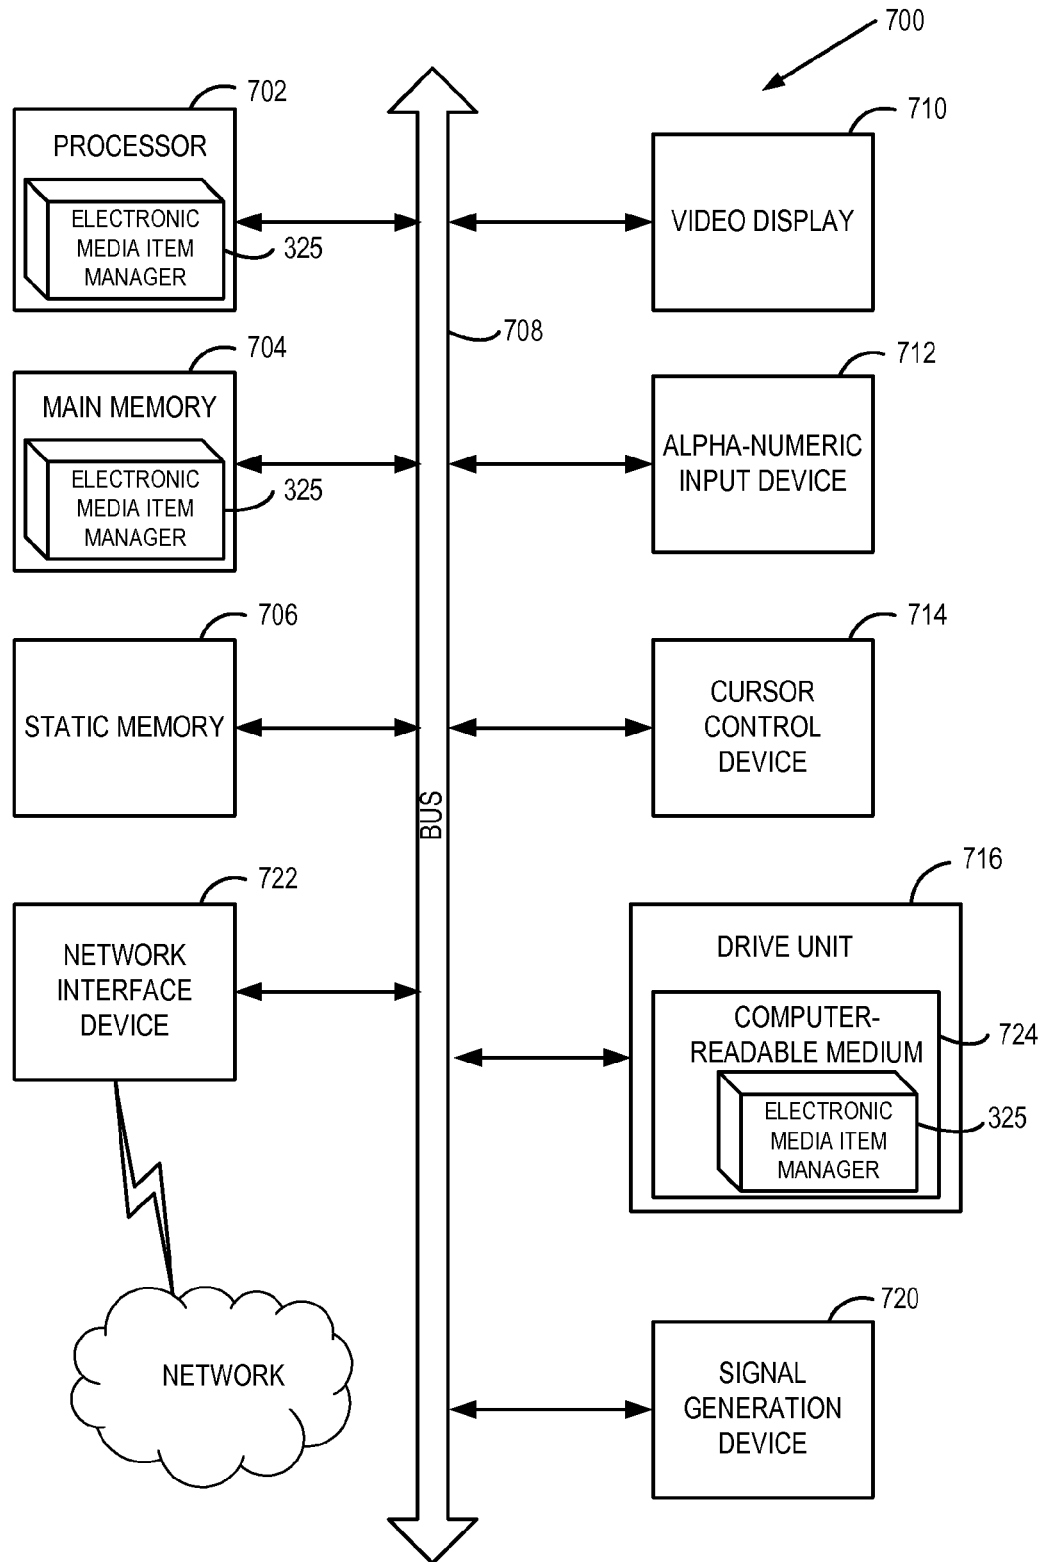 700
702
PROCESSOR
ELECTRONIC
MEDIA ITEM
MANAGER
325
710
VIDEO DISPLAY
708
704
MAIN MEMORY
ELECTRONIC
MEDIA ITEM
MANAGER
325
712
ALPHA-NUMERIC
INPUT DEVICE
706
STATIC MEMORY
714
CURSOR
CONTROL
DEVICE
BUS
722
NETWORK
INTERFACE
DEVICE
716
DRIVE UNIT
COMPUTER-
READABLE MEDIUM
724
ELECTRONIC
MEDIA ITEM
MANAGER
325
NETWORK
720
SIGNAL
GENERATION
DEVICE